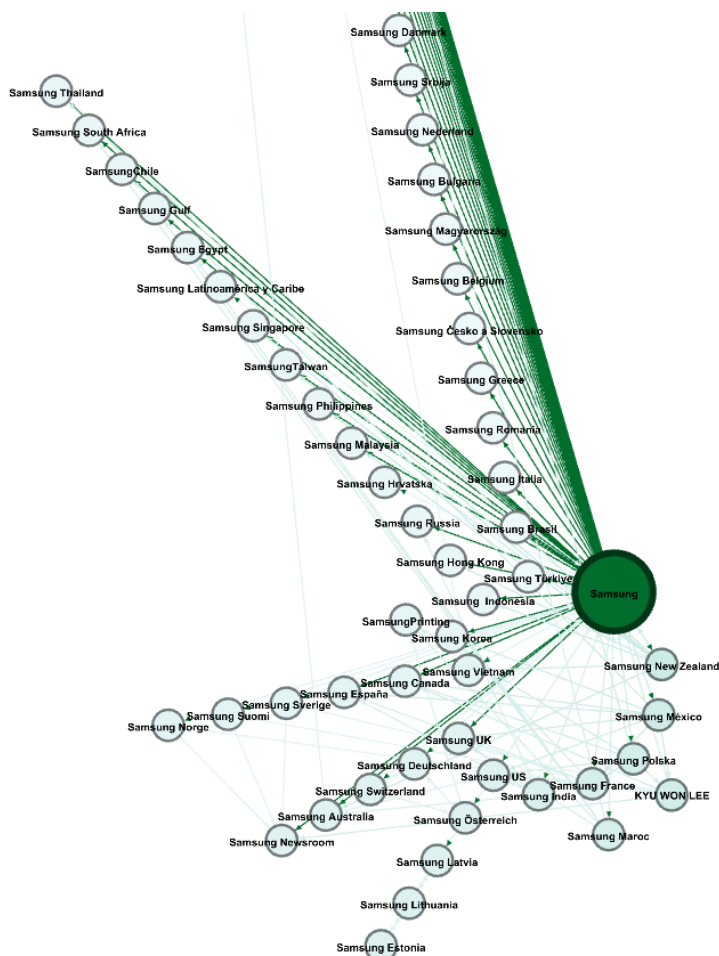 Samsung Danmark
Samsung Srbija
Samsung Thailand
Samsung South Africa
Samsung Nederland
SamsungChile
Samsung Bulgaria
Samsung Gulf
Samsung Magyarország
Samsung Egypt
Samsung Belgium
Samsung Latinoamérica y Caribe
Samsung Singapore
Samsung Česko a Slovensko
SamsungTaiwan
Samsung Greece
Samsung Philippines
Samsung Romania
Samsung Malaysia
Samsung Italia
Samsung Hrvatska
Samsung Russia
Samsung Brasil
Samsung Hong Kong
Samsung Türkiye
Samsung
Samsung Indonesia
SamsungPrinting
Samsung Korea
Samsung New Zealand
Samsung Vietnam
Samsung Canada
Samsung España
Samsung Sverige
Samsung Suomi
Samsung Norge
Samsung México
Samsung UK
Samsung Deutschland
Samsung Polska
Samsung US
Samsung France
Samsung Switzerland
Samsung India
KYU WON LEE
Samsung Australia
Samsung Österreich
Samsung Maroc
Samsung Newsroom
Samsung Latvia
Samsung Lithuania
Samsung Estonia